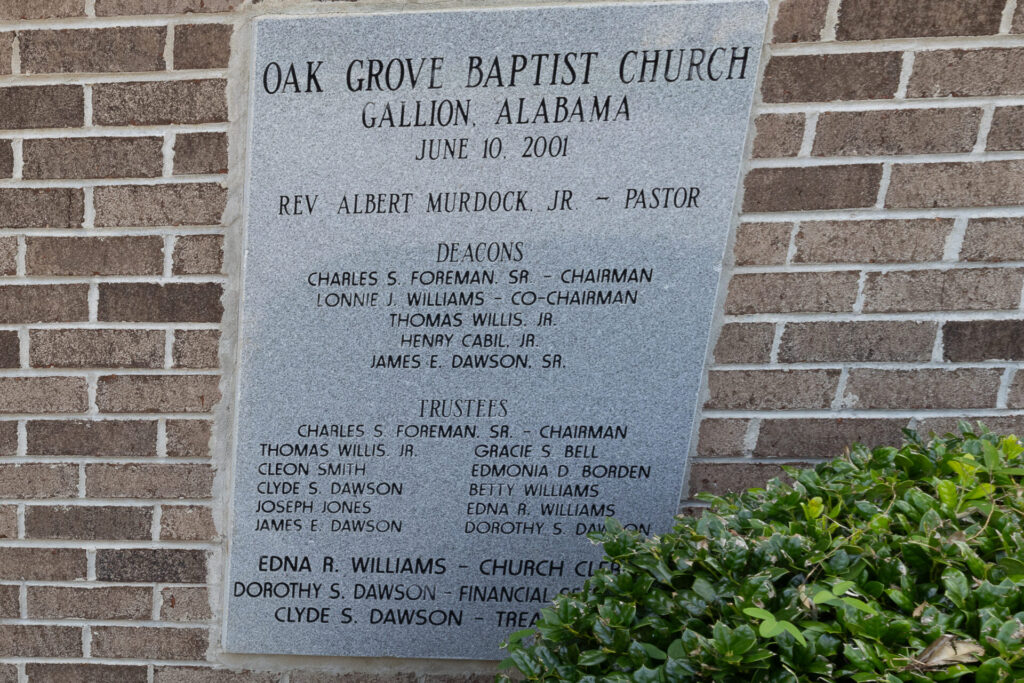 OAK GROVE BAPTIST CHURCH
GALLION, ALABAMA
JUNE 10, 2001
REV ALBERT MURDOCK, JR. - PASTOR
DEACONS
CHARLES S. FOREMAN, SR. - CHAIRMAN
LONNIE J. WILLIAMS - CO-CHAIRMAN
THOMAS WILLIS, JR.
HENRY CABIL, JR.
JAMES E. DAWSON, SR.
TRUSTEES
CHARLES S. FOREMAN, SR. - CHAIRMAN
THOMAS WILLIS, JR. GRACIE S. BELL
CLEON SMITH EDMONIA D. BORDEN
CLYDE S. DAWSON BETTY WILLIAMS
JOSEPH JONES EDNA R. WILLIAMS
JAMES E. DAWSON DOROTHY S. DAWSON
EDNA R. WILLIAMS - CHURCH
DOROTHY S. DAWSON - FINANCIAL
CLYDE S. DAWSON -